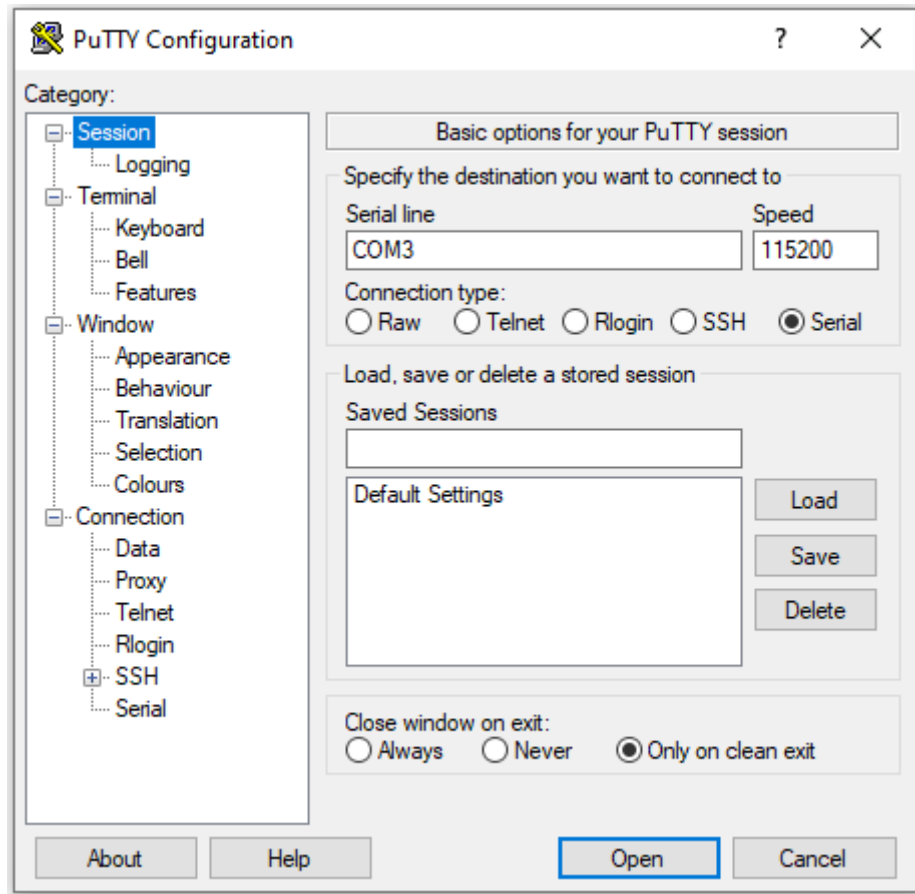 PuTTY Configuration
?
Category:
Session
Logging
Terminal
Keyboard
Bell
Features
Window
Appearance
Behaviour
Translation
Selection
Colours
Connection
Data
Proxy
Telnet
Rlogin
SSH
Serial
Basic options for your PuTTY session
Specify the destination you want to connect to
Serial line Speed
COM3 115200
Connection type:
Raw Telnet Rlogin SSH Serial
Load, save or delete a stored session
Saved Sessions
Default Settings
Load
Save
Delete
Close window on exit:
Always Never Only on clean exit
About Help Open Cancel